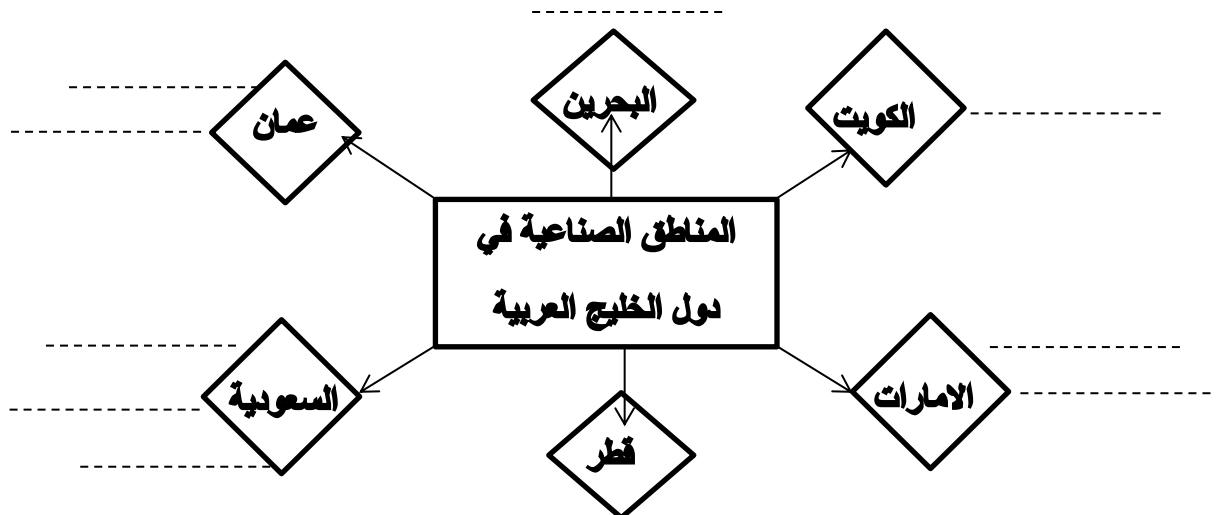 البحرين
الكويت
عمان
المناطق الصناعية في
دول الخليج العربية
الامارات
السعودية
قطر